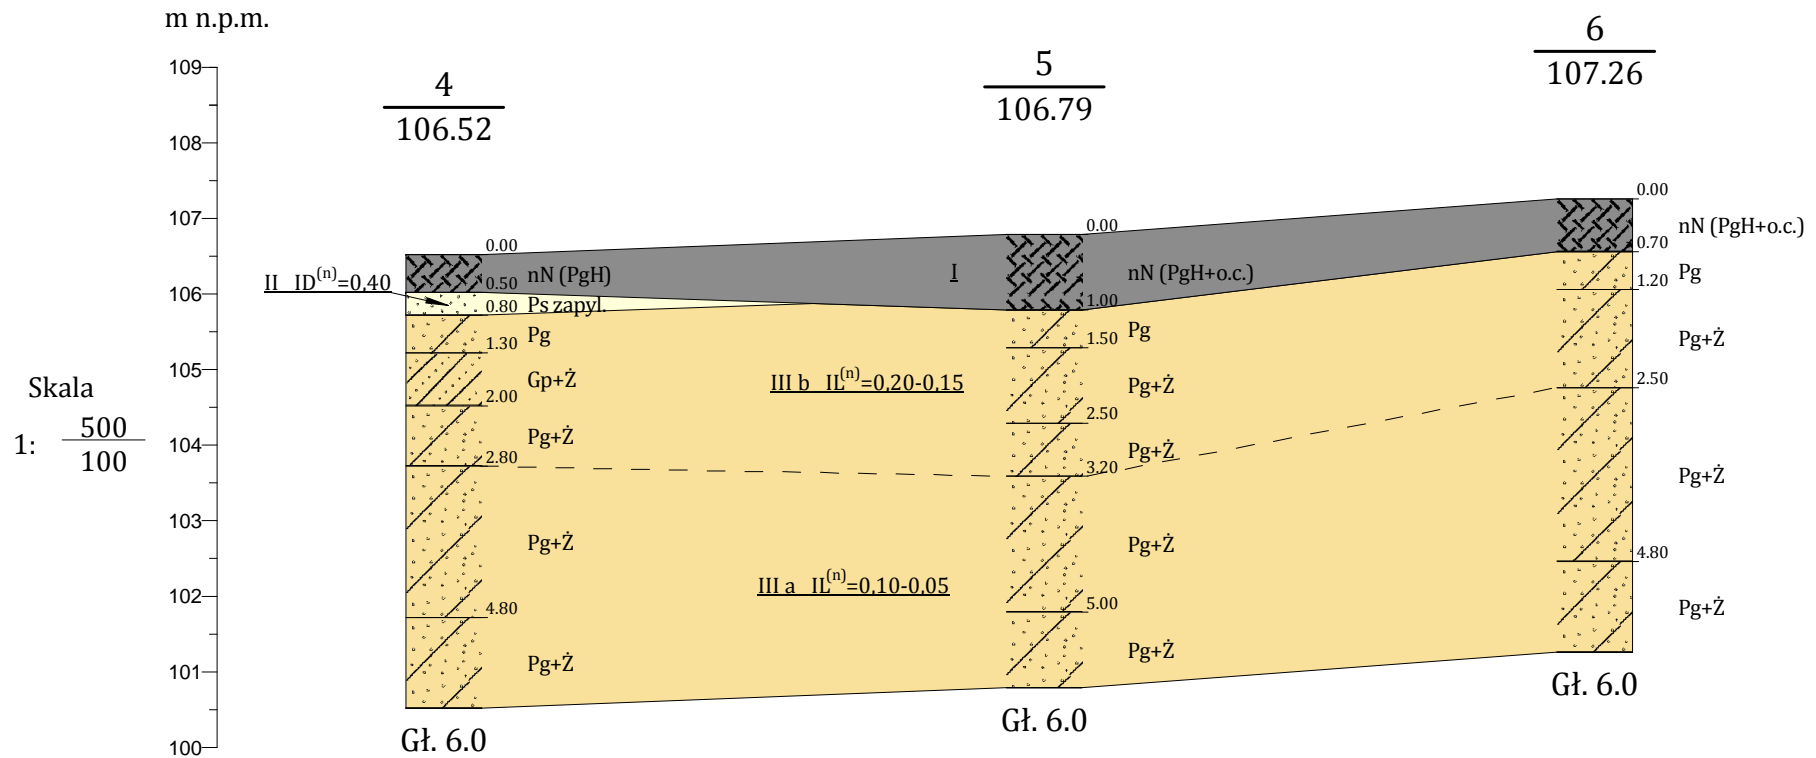 m n.p.m.
109
108
107
106
105
104
103
102
101
100
Skala
1: 500
100
4
106.52
5
106.79
6
107.26
II ID(n)=0,40
0.00
nN (PgH)
0.50
Ps zapyl.
0.80
Pg
1.30
Gp+Ż
2.00
Pg+Ż
2.80
Pg+Ż
4.80
Pg+Ż
Gł. 6.0
I
III b IL(n)=0,20-0,15
III a IL(n)=0,10-0,05
0.00
nN (PgH+o.c.)
1.00
Pg
1.50
Pg+Ż
2.50
Pg+Ż
3.20
Pg+Ż
5.00
Pg+Ż
Gł. 6.0
0.00
nN (PgH+o.c.)
0.70
Pg
1.20
Pg+Ż
2.50
Pg+Ż
4.80
Pg+Ż
Gł. 6.0